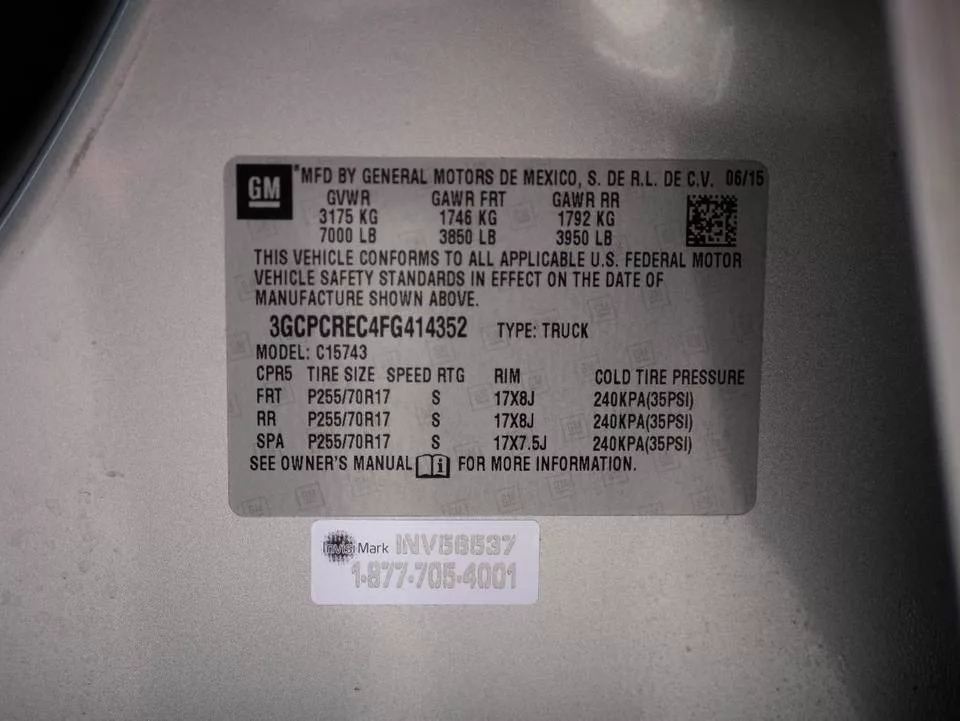 GM *MFD BY GENERAL MOTORS DE MEXICO, S. DE R.L. DE C.V. 06/15
GVWR GAWR FRT GAWR RR
3175 KG 1746 KG 1792 KG
7000 LB 3850 LB 3950 LB
THIS VEHICLE CONFORMS TO ALL APPLICABLE U.S. FEDERAL MOTOR
VEHICLE SAFETY STANDARDS IN EFFECT ON THE DATE OF
MANUFACTURE SHOWN ABOVE.
3GCPCREC4FG414352 TYPE: TRUCK
MODEL: C15743
CPR5 TIRE SIZE SPEED RTG RIM COLD TIRE PRESSURE
FRT P255/70R17 S 17X8J 240KPA(35PSI)
RR P255/70R17 S 17X8J 240KPA(35PSI)
SPA P255/70R17 S 17X7.5J 240KPA(35PSI)
SEE OWNER'S MANUAL i FOR MORE INFORMATION.
Mark INV56537
1-877-705-4001